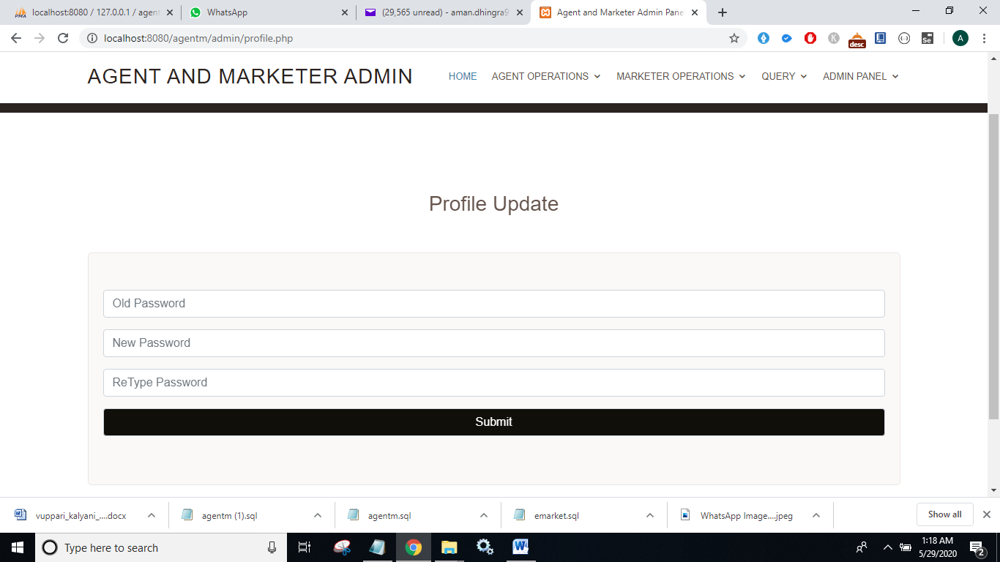 localhost:8080 / 127.0.0.1 / agent
WhatsApp
(29,565 unread) - aman.dhingra9
Agent and Marketer Admin Pane
localhost:8080/agentm/admin/profile.php
K
desc
Se
A
AGENT AND MARKETER ADMIN
HOME
AGENT OPERATIONS
MARKETER OPERATIONS
QUERY
ADMIN PANEL
Profile Update
Old Password
New Password
ReType Password
Submit
vuppari_kalyani_....docx
agentm (1).sql
agentm.sql
emarket.sql
WhatsApp Image....jpeg
Show all
Type here to search
1:18 AM
5/29/2020
2